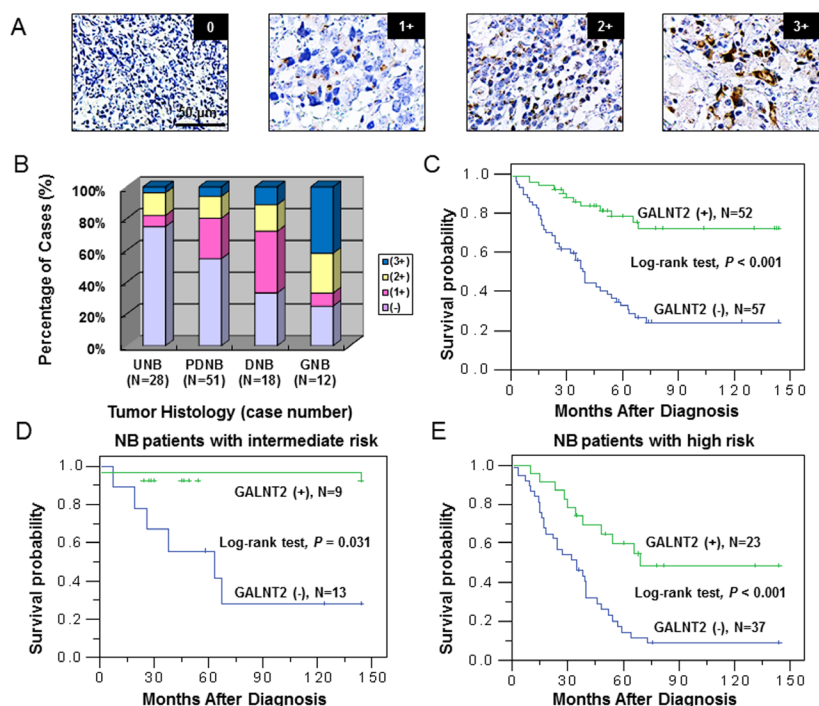 A
0
1+
2+
3+
50 μm
B
Percentage of Cases (%)
100%
80%
60%
40%
20%
0%
UNB
(N=28)
PDNB
(N=51)
DNB
(N=18)
GNB
(N=12)
Tumor Histology (case number)
(3+)
(2+)
(1+)
(-)
C
Survival probability
1.0
0.8
0.6
0.4
0.2
0.0
GALNT2 (+), N=52
Log-rank test, P < 0.001
GALNT2 (-), N=57
0
30
60
90
120
150
Months After Diagnosis
D
NB patients with intermediate risk
Survival probability
1.0
0.8
0.6
0.4
0.2
0.0
GALNT2 (+), N=9
Log-rank test, P = 0.031
GALNT2 (-), N=13
0
30
60
90
120
150
Months After Diagnosis
E
NB patients with high risk
Survival probability
1.0
0.8
0.6
0.4
0.2
0.0
GALNT2 (+), N=23
Log-rank test, P < 0.001
GALNT2 (-), N=37
0
30
60
90
120
150
Months After Diagnosis